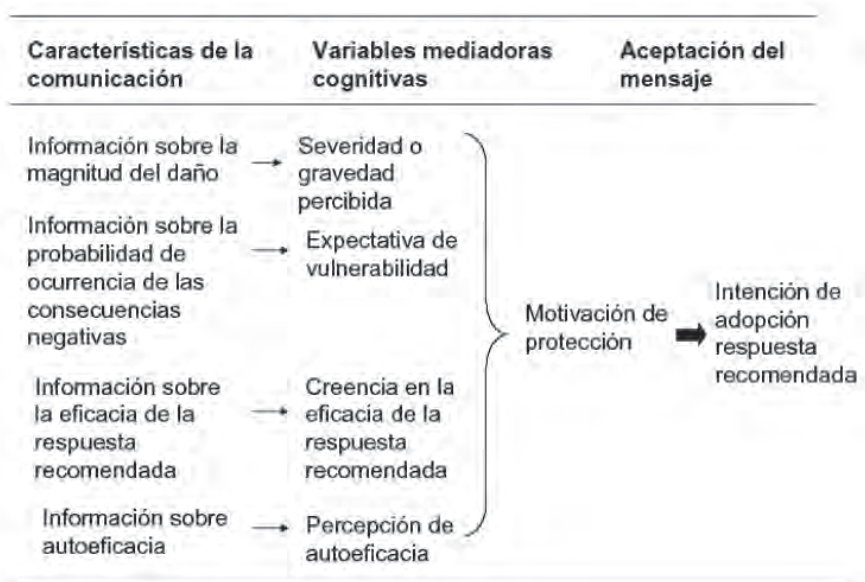 Características de la
comunicación
Variables mediadoras
cognitivas
Aceptación del
mensaje
Información sobre la
magnitud del daño
Severidad o
gravedad
percibida
Información sobre la
probabilidad de
ocurrencia de las
consecuencias
negativas
Expectativa de
vulnerabilidad
Información sobre
la eficacia de la
respuesta
recomendada
Creencia en la
eficacia de la
respuesta
recomendada
Información sobre
autoeficacia
Percepción de
autoeficacia
Motivación de
protección
Intención de
adopción
respuesta
recomendada